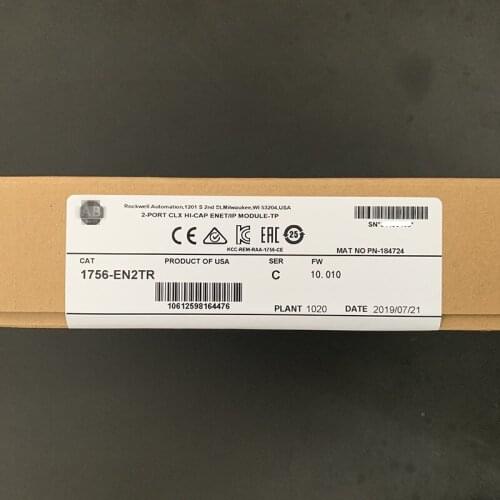 AB
Rockwell Automation,1201 S 2nd St,Milwaukee,WI 53204,USA
2-PORT CLX HI-CAP ENET/IP MODULE-TP
SN
KCC-REM-RAA-1756-CE
MAT NO PN-184724
CAT PRODUCT OF USA SER FW
1756-EN2TR C 10.010
10612598164476
PLANT 1020 DATE 2019/07/21